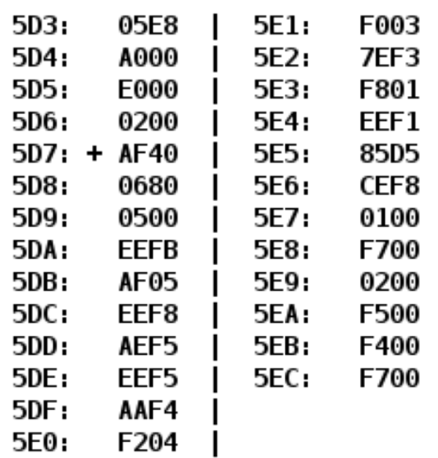 5D3: 05E8 | 5E1: F003
5D4: A000 | 5E2: 7EF3
5D5: E000 | 5E3: F801
5D6: 0200 | 5E4: EEF1
5D7: + AF40 | 5E5: 85D5
5D8: 0680 | 5E6: CEF8
5D9: 0500 | 5E7: 0100
5DA: EEFB | 5E8: F700
5DB: AF05 | 5E9: 0200
5DC: EEF8 | 5EA: F500
5DD: AEF5 | 5EB: F400
5DE: EEF5 | 5EC: F700
5DF: AAF4 |
5E0: F204 |